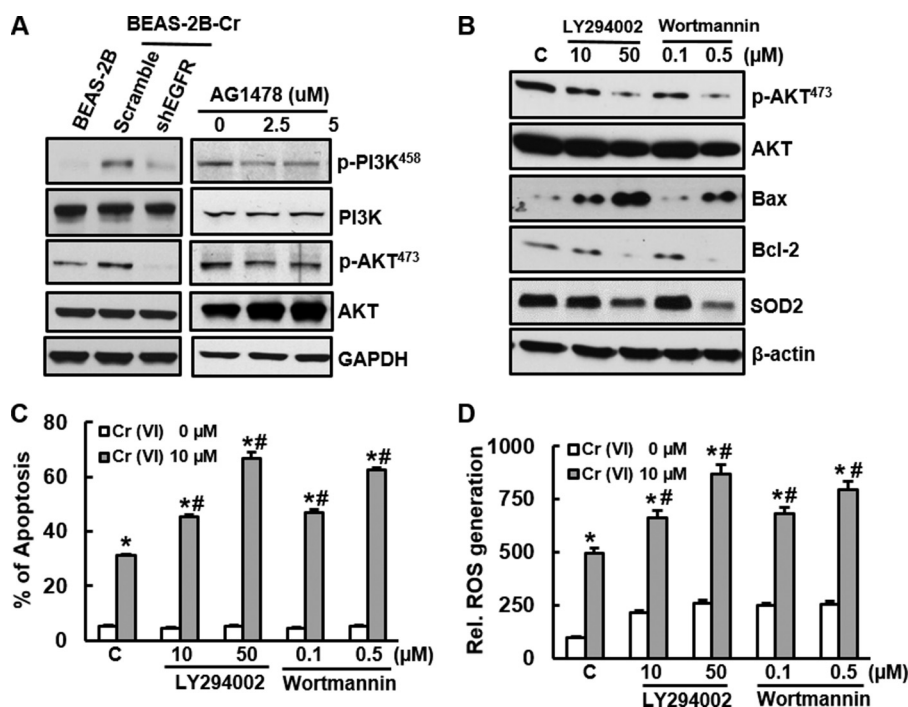 A
BEAS-2B-Cr
BEAS-2B
Scramble
shEGFR
AG1478 (uM)
0 2.5 5
p-PI3K458
PI3K
p-AKT473
AKT
GAPDH
B
LY294002 Wortmannin
C 10 50 0.1 0.5 (μM)
p-AKT473
AKT
Bax
Bcl-2
SOD2
β-actin
C
% of Apoptosis
80
60
40
20
0
Cr (VI) 0 μM
Cr (VI) 10 μM
* *# *# *# *#
C 10 50 0.1 0.5 (μM)
LY294002 Wortmannin
D
Rel. ROS generation
1000
750
500
250
0
Cr (VI) 0 μM
Cr (VI) 10 μM
* *# *# *# *#
C 10 50 0.1 0.5 (μM)
LY294002 Wortmannin